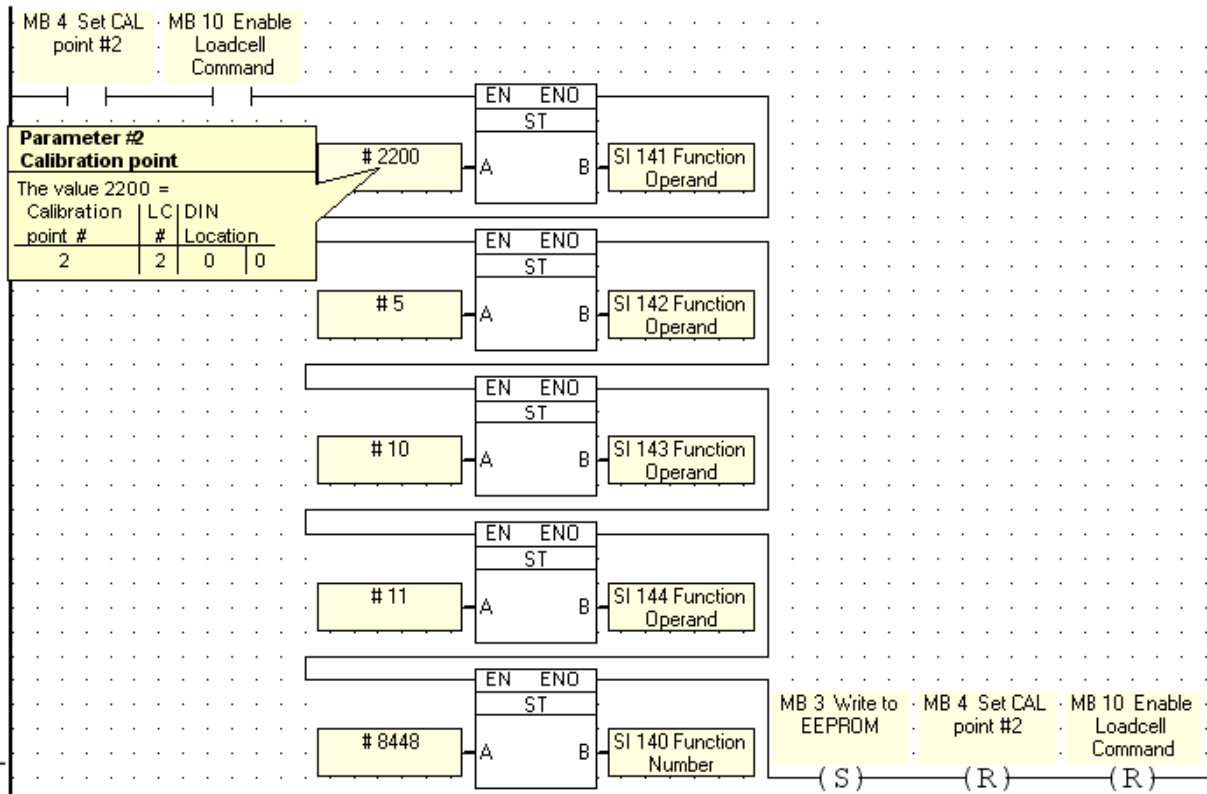 MB 4 Set CAL
point #2
MB 10 Enable
Loadcell
Command
EN ENO
ST
Parameter #2
Calibration point
The value 2200 =
Calibration LC DIN
point # # Location
2 2 0 0
# 2200
A B
SI 141 Function
Operand
EN ENO
ST
# 5
A B
SI 142 Function
Operand
EN ENO
ST
# 10
A B
SI 143 Function
Operand
EN ENO
ST
# 11
A B
SI 144 Function
Operand
EN ENO
ST
# 8448
A B
SI 140 Function
Number
MB 3 Write to
EEPROM
MB 4 Set CAL
point #2
MB 10 Enable
Loadcell
Command
(S) (R) (R)